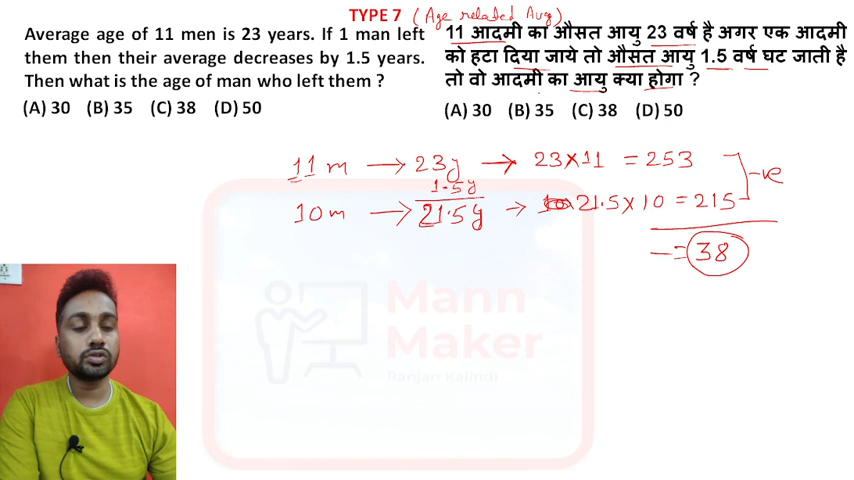 TYPE 7 (Age related Avg)
Average age of 11 men is 23 years. If 1 man left
them then their average decreases by 1.5 years.
Then what is the age of man who left them ?
(A) 30 (B) 35 (C) 38 (D) 50
11 आदमी का औसत आयु 23 वर्ष है अगर एक आदमी
को हटा दिया जाये तो औसत आयु 1.5 वर्ष घट जाती है
तो वो आदमी का आयु क्या होगा ?
(A) 30 (B) 35 (C) 38 (D) 50
11 m → 23y → 23×11 = 253
1.5y
10m → 21.5y → 21.5×10 = 215
-ve
= 38
Mann
Maker
Ranjan Kalindi